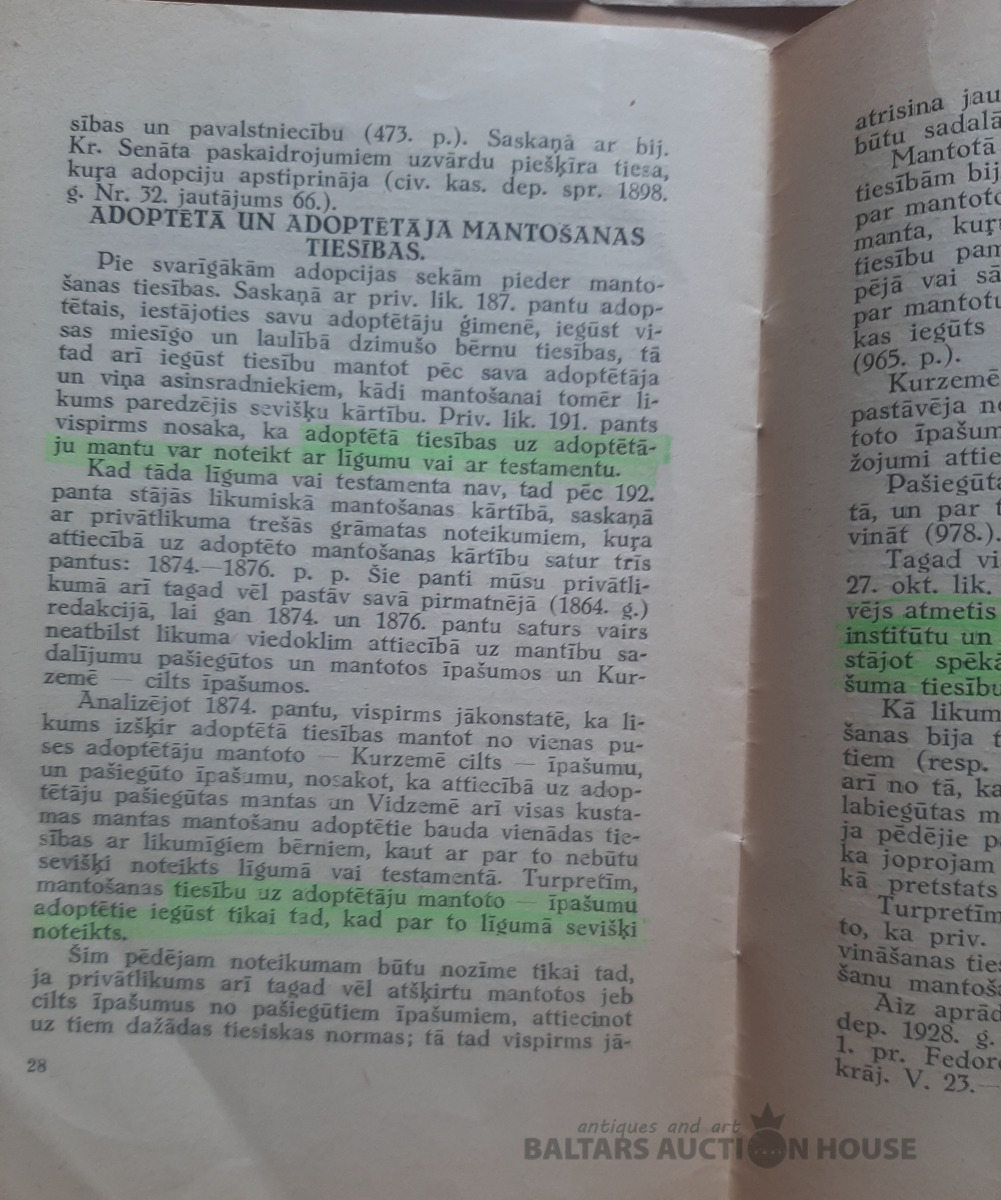 sības un pavalstniecību (473. p.). Saskaņā ar bij.
Kr. Senāta paskaidrojumiem uzvārdu piešķīra tiesa,
kuŗa adopciju apstiprināja (civ. kas. dep. spr. 1898.
g. Nr. 32. jautājums 66.).
ADOPTĒTĀ UN ADOPTĒTĀJA MANTOŠANAS
TIESĪBAS.
Pie svarīgākām adopcijas sekām pieder manto-
šanas tiesības. Saskaņā ar priv. lik. 187. pantu adop-
tētais, iestājoties savu adoptētāju ģimenē, iegūst vi-
sas miesīgo un laulībā dzimušo bērnu tiesības, tā
tad arī iegūst tiesību mantot pēc sava adoptētāja
un viņa asinsradniekiem, kādi mantošanai tomēr li-
kums paredzējis sevišķu kārtību. Priv. lik. 191. pants
vispirms nosaka, ka adoptētā tiesības uz adoptētā-
ju mantu var noteikt ar līgumu vai ar testamentu.
Kad tāda līguma vai testamenta nav, tad pēc 192.
panta stājās likumiskā mantošanas kārtībā, saskaņā
ar privātlikuma trešās grāmatas noteikumiem, kuŗa
attiecībā uz adoptēto mantošanas kārtību satur trīs
pantus: 1874.—1876. p. p. Šie panti mūsu privātli-
kumā arī tagad vēl pastāv savā pirmatnējā (1864. g.)
redakcijā, lai gan 1874. un 1876. pantu saturs vairs
neatbilst likuma viedoklim attiecībā uz mantību sa-
dalījumu pašiegūtos un mantotos īpašumos un Kur-
zemē — cilts īpašumos.
Analizējot 1874. pantu, vispirms jākonstatē, ka li-
kums izšķir adoptētā tiesības mantot no vienas pu-
ses adoptētāju mantoto — Kurzemē cilts — īpašumu,
un pašiegūto īpašumu, nosakot, ka attiecībā uz adop-
tētāju pašiegūtas mantas un Vidzemē arī visas kusta-
mas mantas mantošanu adoptētie bauda vienādas tie-
sības ar likumīgiem bērniem, kaut ar par to nebūtu
sevišķi noteikts līgumā vai testamentā. Turpretīm,
mantošanas tiesību uz adoptētāju mantoto — īpašumu
adoptētie iegūst tikai tad, kad par to līgumā sevišķi
noteikts.
Šim pēdējam noteikumam būtu nozīme tikai tad,
ja privātlikums arī tagad vēl atšķirtu mantotos jeb
cilts īpašumus no pašiegūtiem īpašumiem, attiecinot
uz tiem dažādas tiesiskas normas; tā tad vispirms jā-
28
atrisina jau
būtu sadalā
Mantotā
tiesībām bij
par mantoto
manta, kuŗu
tiesību pam
pējā vai sā
par mantotu
kas iegūts
(965. p.).
Kurzemē
pastāvēja no
toto īpašum
žojumi attie
Pašiegūta
tā, un par t
vināt (978.).
Tagad vi
27. okt. lik.
vējs atmetis
institūtu un
stājot spēkā
šuma tiesību
Kā likum
šanas bija t
tiem (resp.
arī no tā, ka
labiegūtas m
ja pēdējie p
ka joprojam
kā pretstats
Turpretīm
to, ka priv.
vināšanas ties
šanu mantoša
Aiz aprād
dep. 1928. g.
1. pr. Fedor
krāj. V. 23.—
antiques and art
BALTARS AUCTION HOUSE